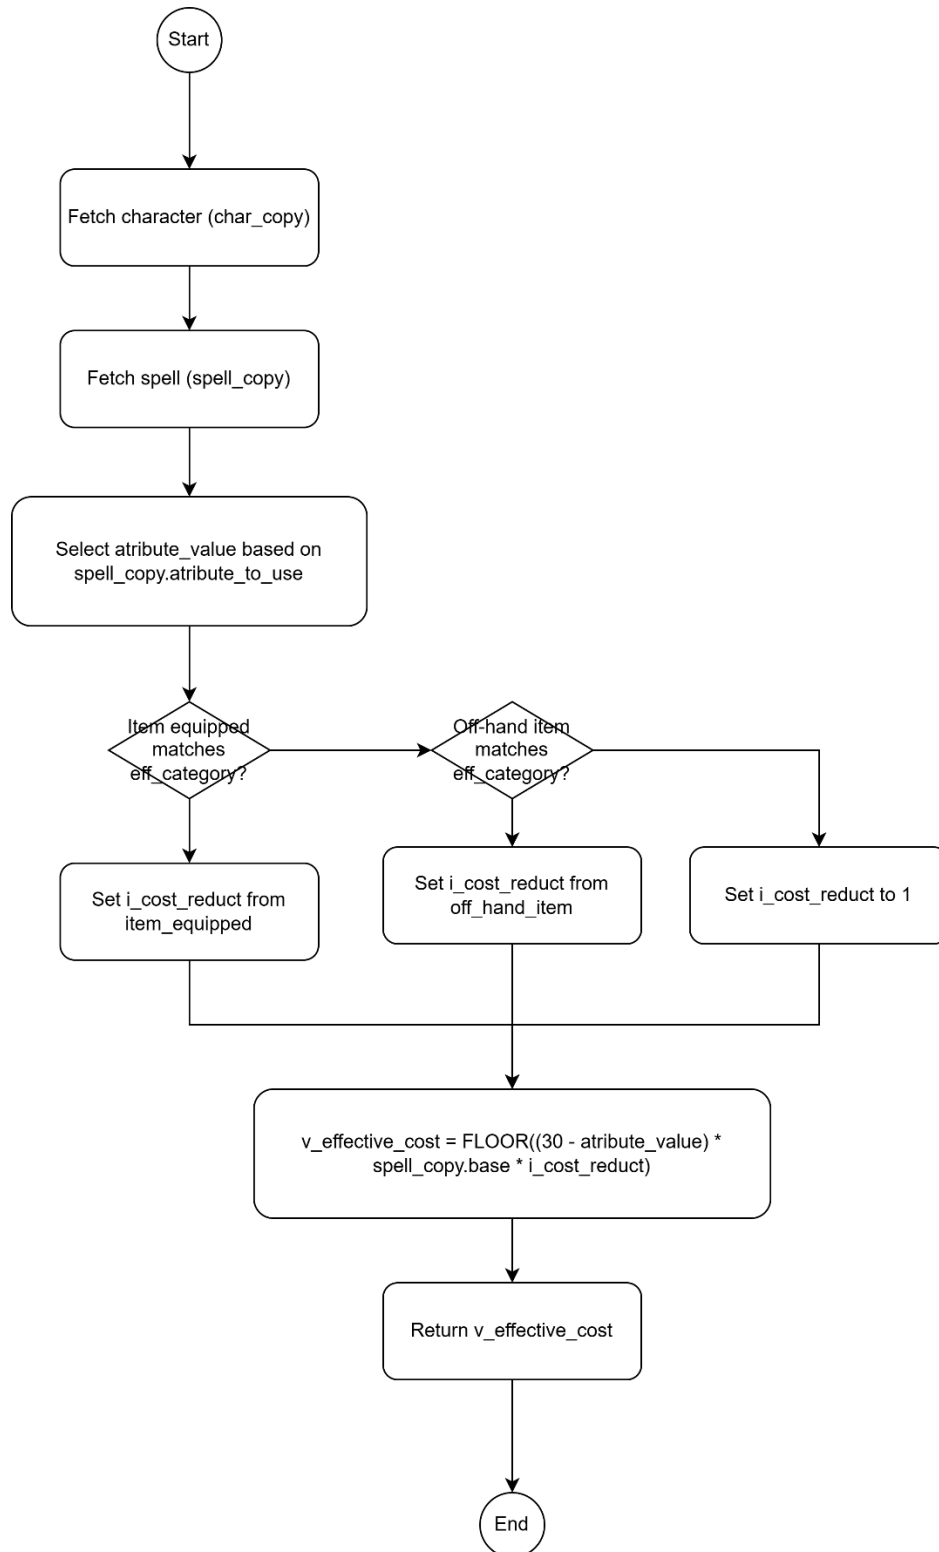 Start
Fetch character (char_copy)
Fetch spell (spell_copy)
Select atribute_value based on
spell_copy.atribute_to_use
Item equipped
matches
eff_category?
Off-hand item
matches
eff_category?
Set i_cost_reduct from
item_equipped
Set i_cost_reduct from
off_hand_item
Set i_cost_reduct to 1
v_effective_cost = FLOOR((30 - atribute_value) *
spell_copy.base * i_cost_reduct)
Return v_effective_cost
End